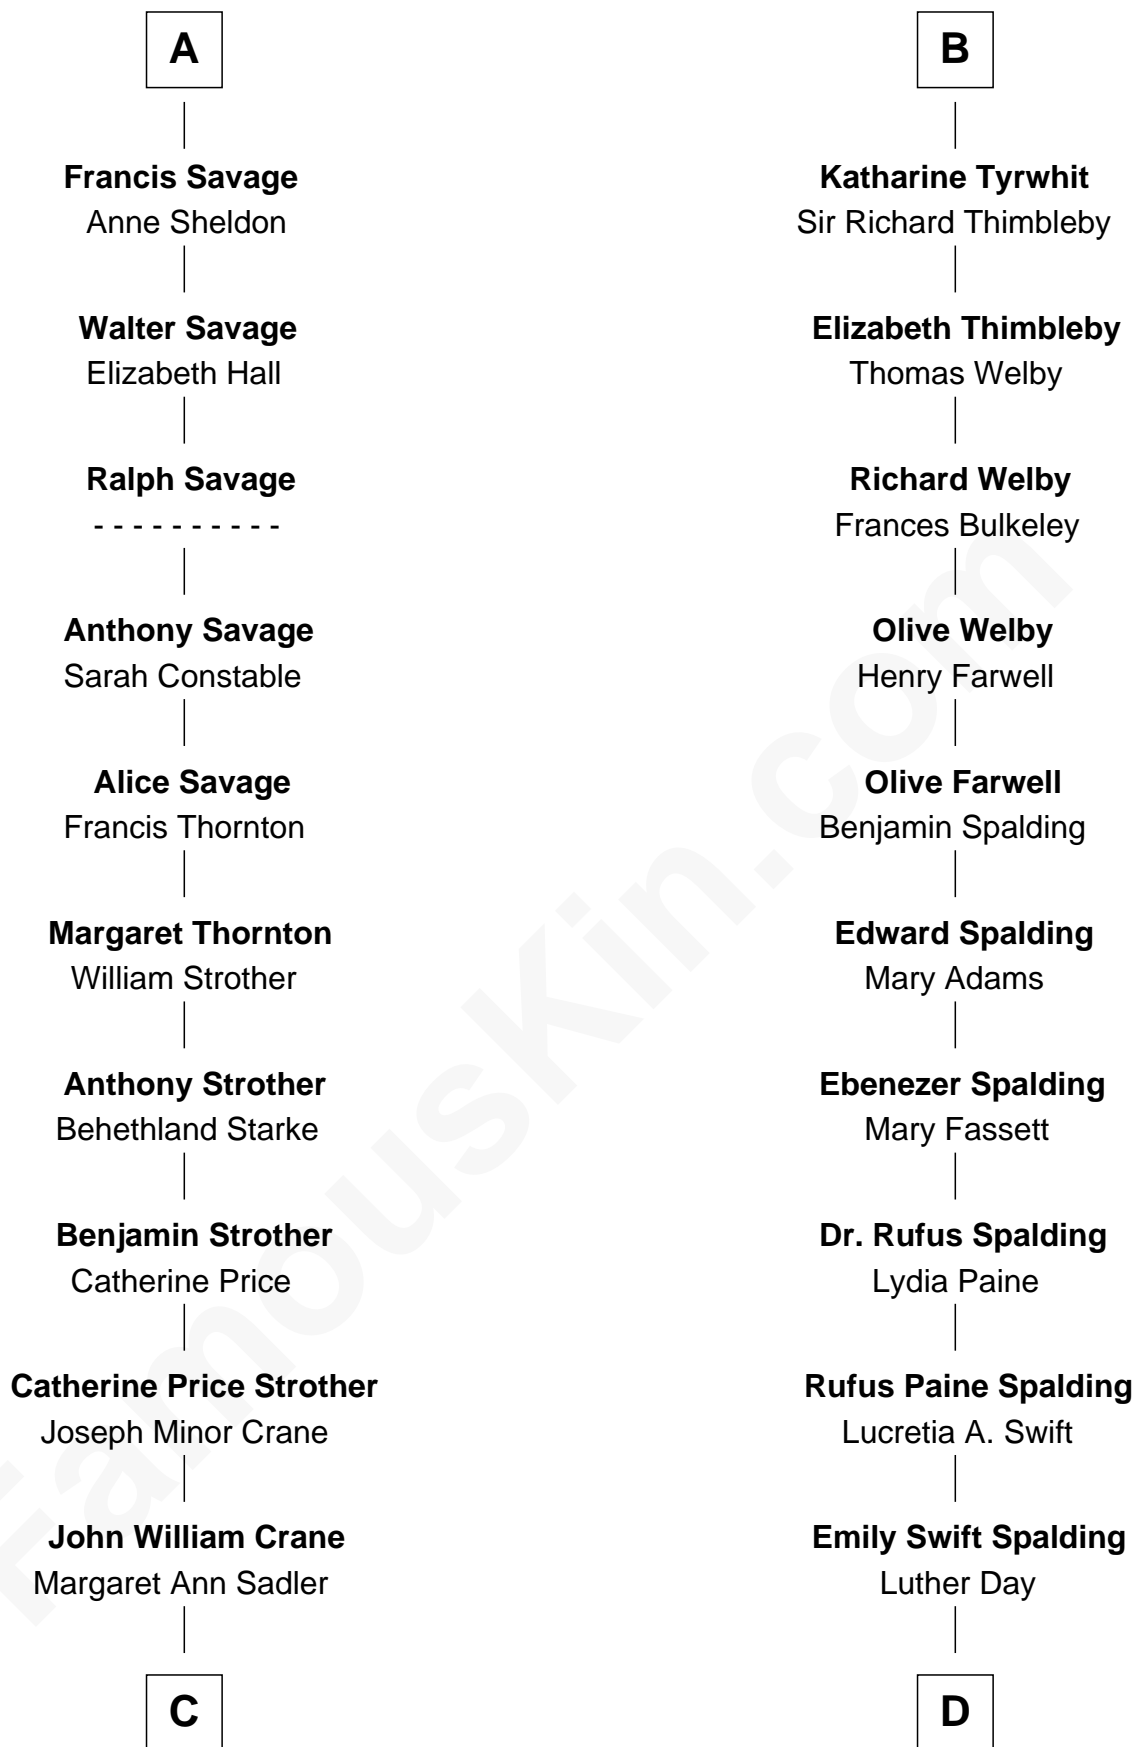 A
Francis Savage
Anne Sheldon
Walter Savage
Elizabeth Hall
Ralph Savage
- - - - - - - - - -
Anthony Savage
Sarah Constable
Alice Savage
Francis Thornton
Margaret Thornton
William Strother
Anthony Strother
Behethland Starke
Benjamin Strother
Catherine Price
Catherine Price Strother
Joseph Minor Crane
John William Crane
Margaret Ann Sadler
C
B
Katharine Tyrwhit
Sir Richard Thimbleby
Elizabeth Thimbleby
Thomas Welby
Richard Welby
Frances Bulkeley
Olive Welby
Henry Farwell
Olive Farwell
Benjamin Spalding
Edward Spalding
Mary Adams
Ebenezer Spalding
Mary Fassett
Dr. Rufus Spalding
Lydia Paine
Rufus Paine Spalding
Lucretia A. Swift
Emily Swift Spalding
Luther Day
D
FamousKin.com